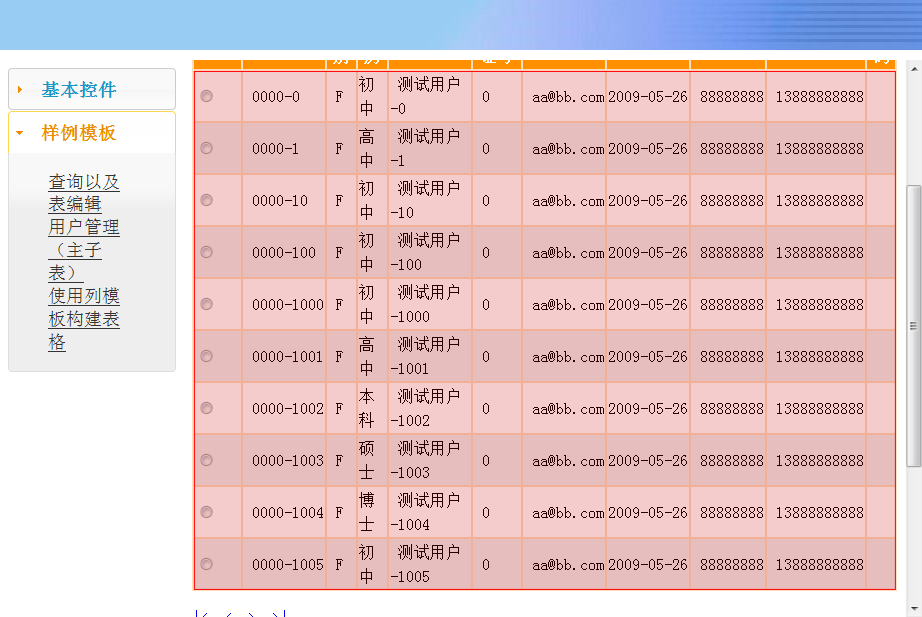 基本控件
样例模板
查询以及
表编辑
用户管理
（主子
表）
使用列模
板构建表
格
0000-0 F 初中 测试用户-0 0 aa@bb.com 2009-05-26 88888888 13888888888
0000-1 F 高中 测试用户-1 0 aa@bb.com 2009-05-26 88888888 13888888888
0000-10 F 初中 测试用户-10 0 aa@bb.com 2009-05-26 88888888 13888888888
0000-100 F 初中 测试用户-100 0 aa@bb.com 2009-05-26 88888888 13888888888
0000-1000 F 初中 测试用户-1000 0 aa@bb.com 2009-05-26 88888888 13888888888
0000-1001 F 高中 测试用户-1001 0 aa@bb.com 2009-05-26 88888888 13888888888
0000-1002 F 本科 测试用户-1002 0 aa@bb.com 2009-05-26 88888888 13888888888
0000-1003 F 硕士 测试用户-1003 0 aa@bb.com 2009-05-26 88888888 13888888888
0000-1004 F 博士 测试用户-1004 0 aa@bb.com 2009-05-26 88888888 13888888888
0000-1005 F 初中 测试用户-1005 0 aa@bb.com 2009-05-26 88888888 13888888888